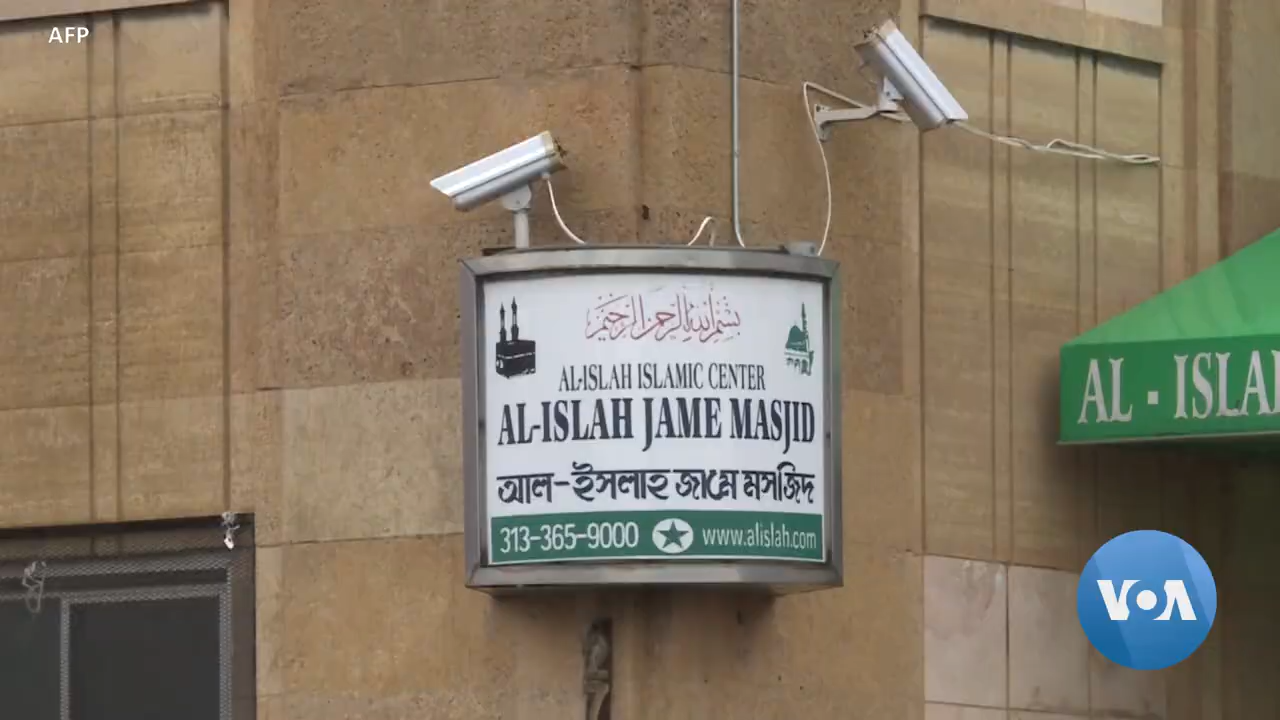 AFP
بسم الله الرحمن الرحيم
AL-ISLAH ISLAMIC CENTER
AL-ISLAH JAME MASJID
আল-ইসলাহ জামে মসজিদ
313-365-9000 www.alislah.com
AL - ISLA
VOA